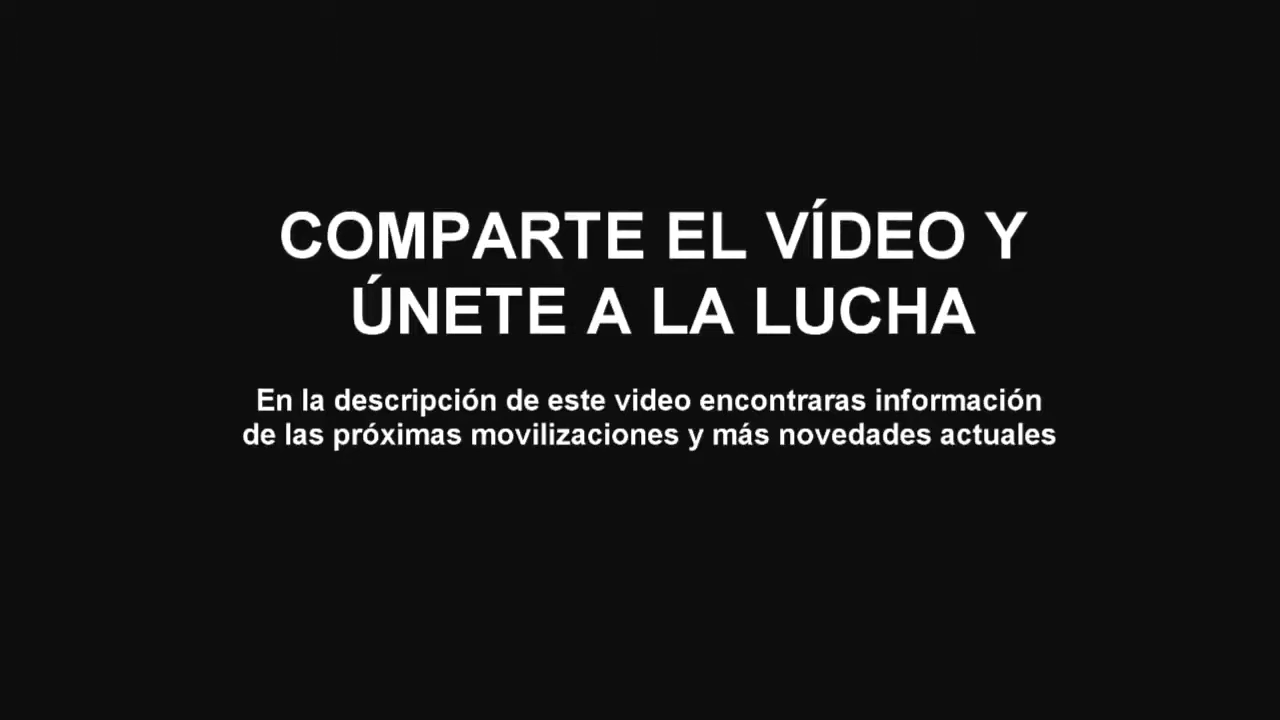 COMPARTE EL VÍDEO Y
ÚNETE A LA LUCHA
En la descripción de este video encontraras información
de las próximas movilizaciones y más novedades actuales